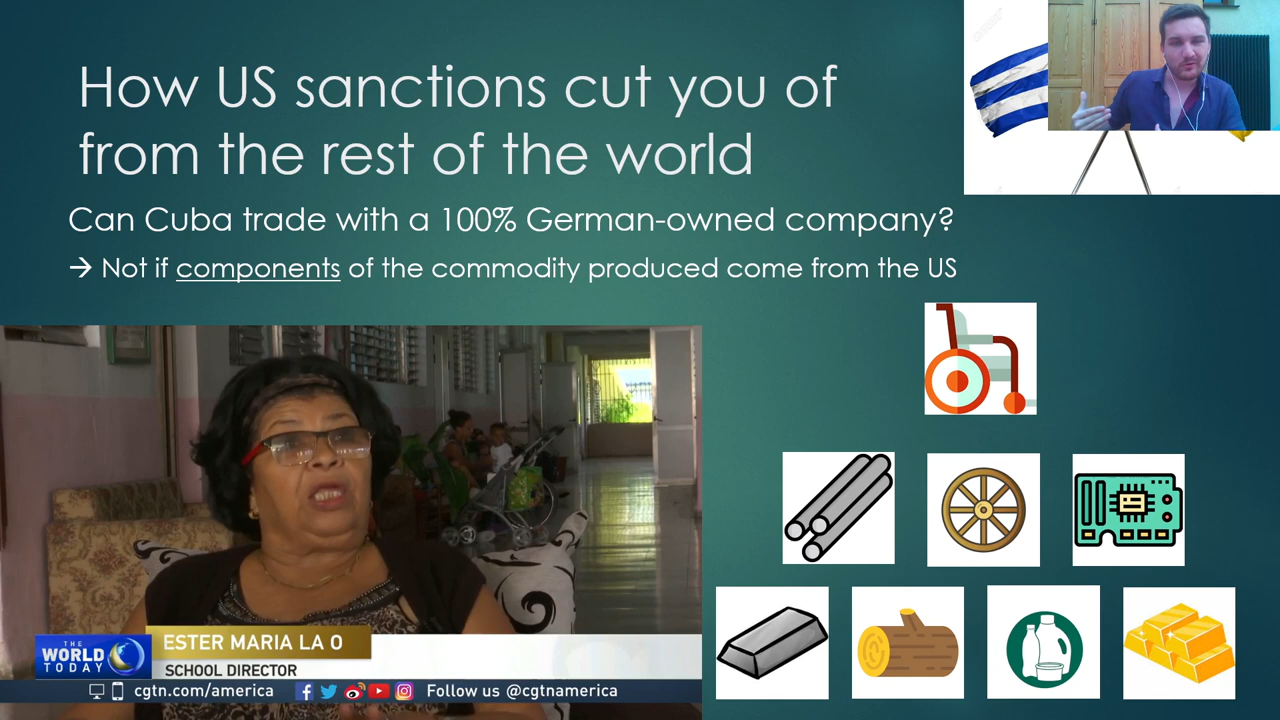 How US sanctions cut you of
from the rest of the world
Can Cuba trade with a 100% German-owned company?
→ Not if components of the commodity produced come from the US
THE
WORLD
TODAY
ESTER MARIA LA O
SCHOOL DIRECTOR
cgtn.com/america
Follow us @cgtnamerica